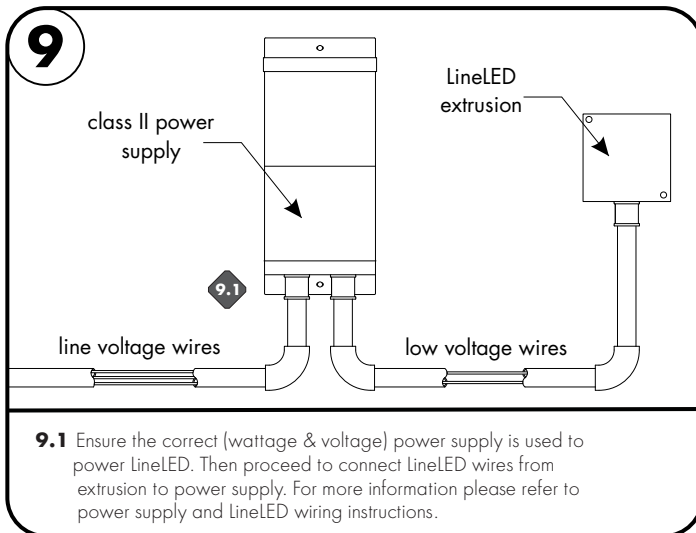 9
LineLED
extrusion
class II power
supply
9.1
line voltage wires
low voltage wires
9.1 Ensure the correct (wattage & voltage) power supply is used to
power LineLED. Then proceed to connect LineLED wires from
extrusion to power supply. For more information please refer to
power supply and LineLED wiring instructions.